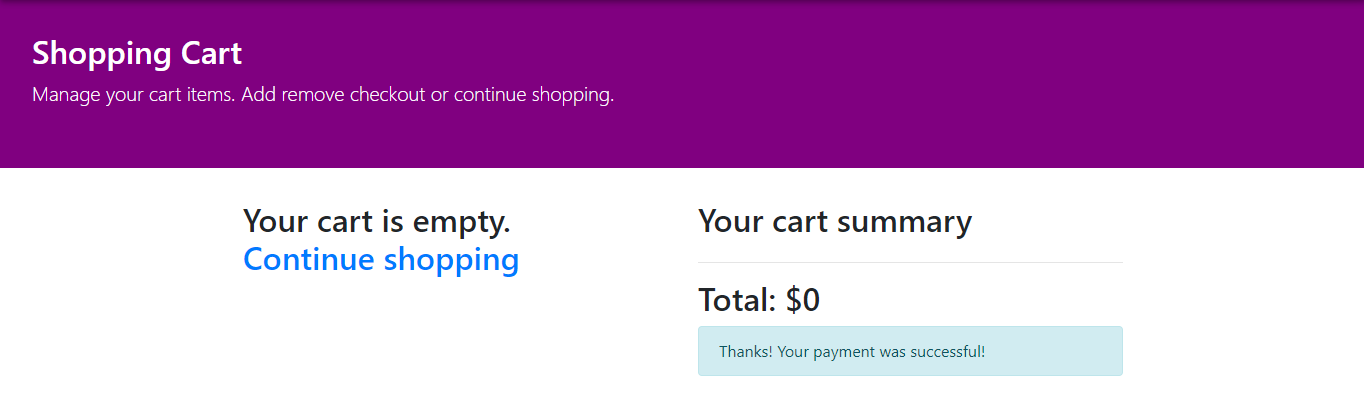 Shopping Cart
Manage your cart items. Add remove checkout or continue shopping.
Your cart is empty.
Continue shopping
Your cart summary
Total: $0
Thanks! Your payment was successful!